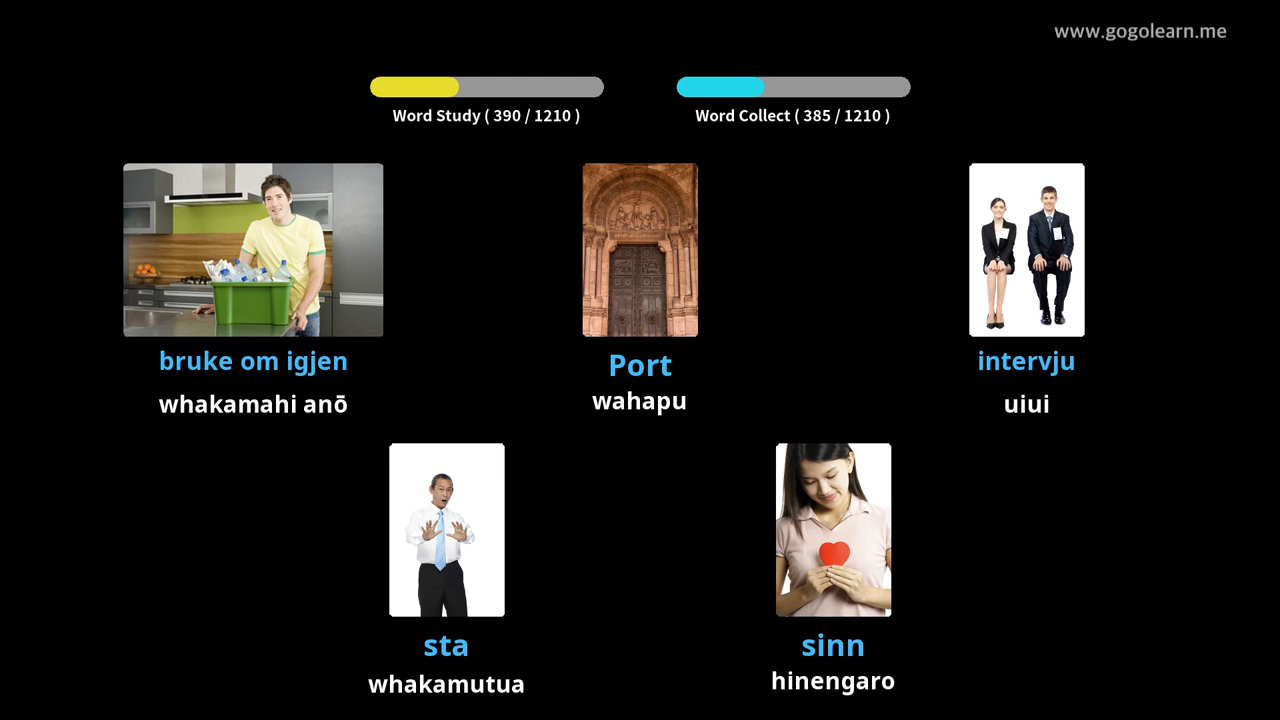 www.gogolearn.me
Word Study ( 390 / 1210 )
Word Collect ( 385 / 1210 )
bruke om igjen
whakamahi anō
Port
wahapu
intervju
uiui
sta
whakamutua
sinn
hinengaro